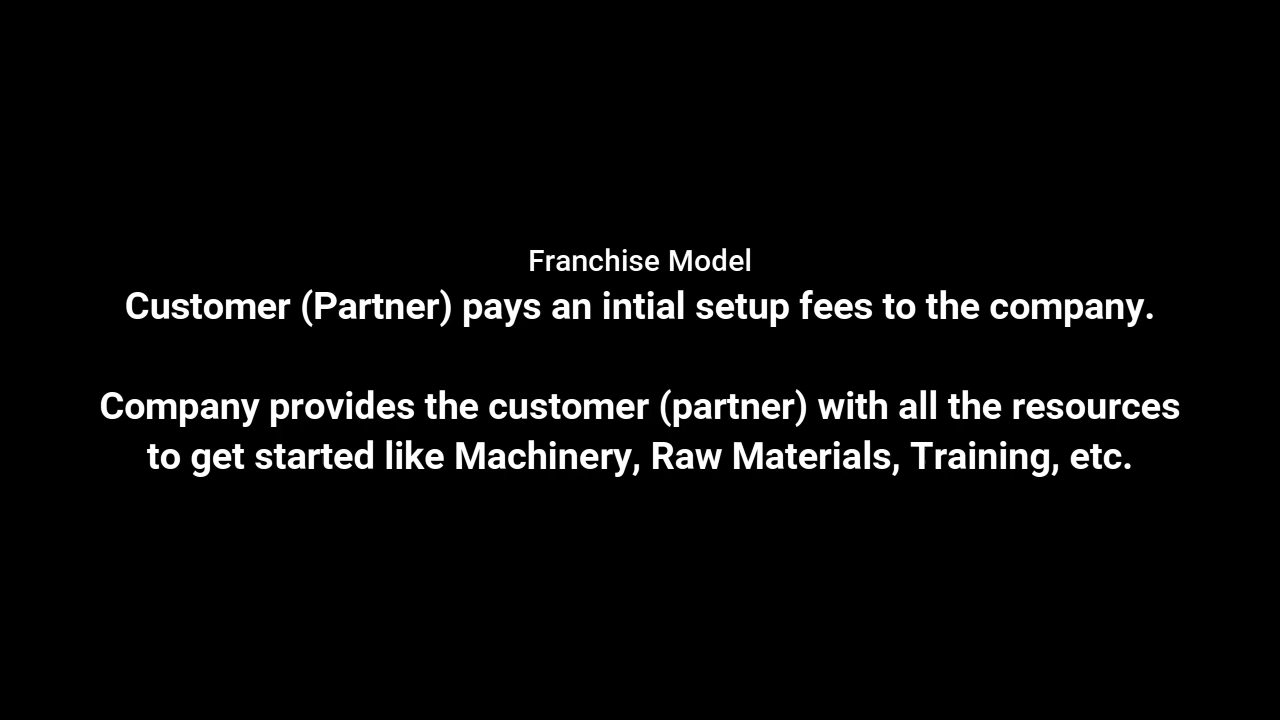 Franchise Model
Customer (Partner) pays an intial setup fees to the company.
Company provides the customer (partner) with all the resources
to get started like Machinery, Raw Materials, Training, etc.